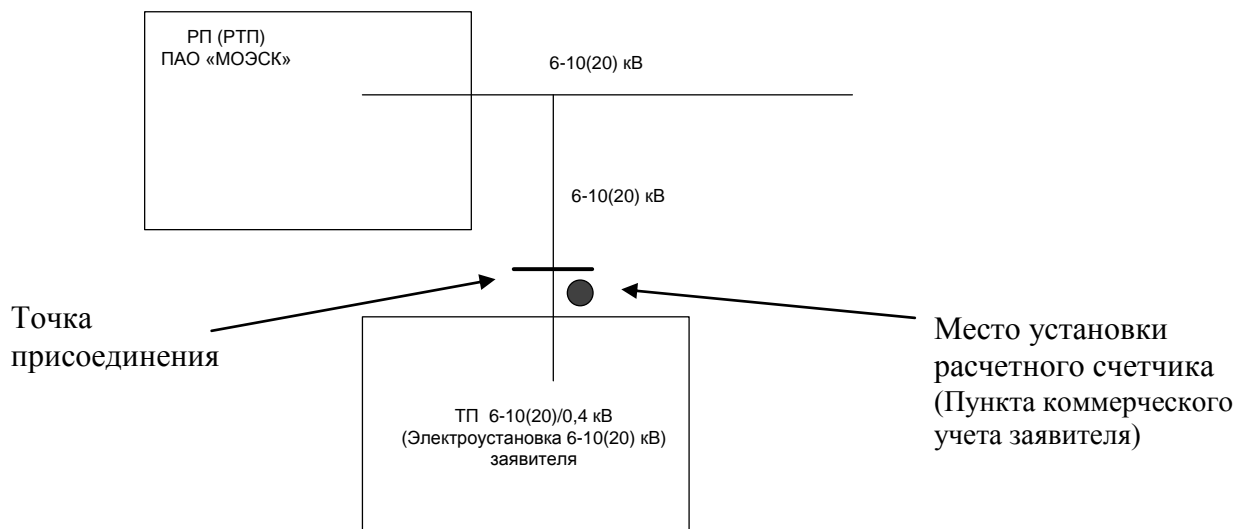 РП (РТП)
ПАО «МОЭСК»
6-10(20) кВ
6-10(20) кВ
Точка
присоединения
Место установки
расчетного счетчика
(Пункта коммерческого
учета заявителя)
ТП 6-10(20)/0,4 кВ
(Электроустановка 6-10(20) кВ)
заявителя